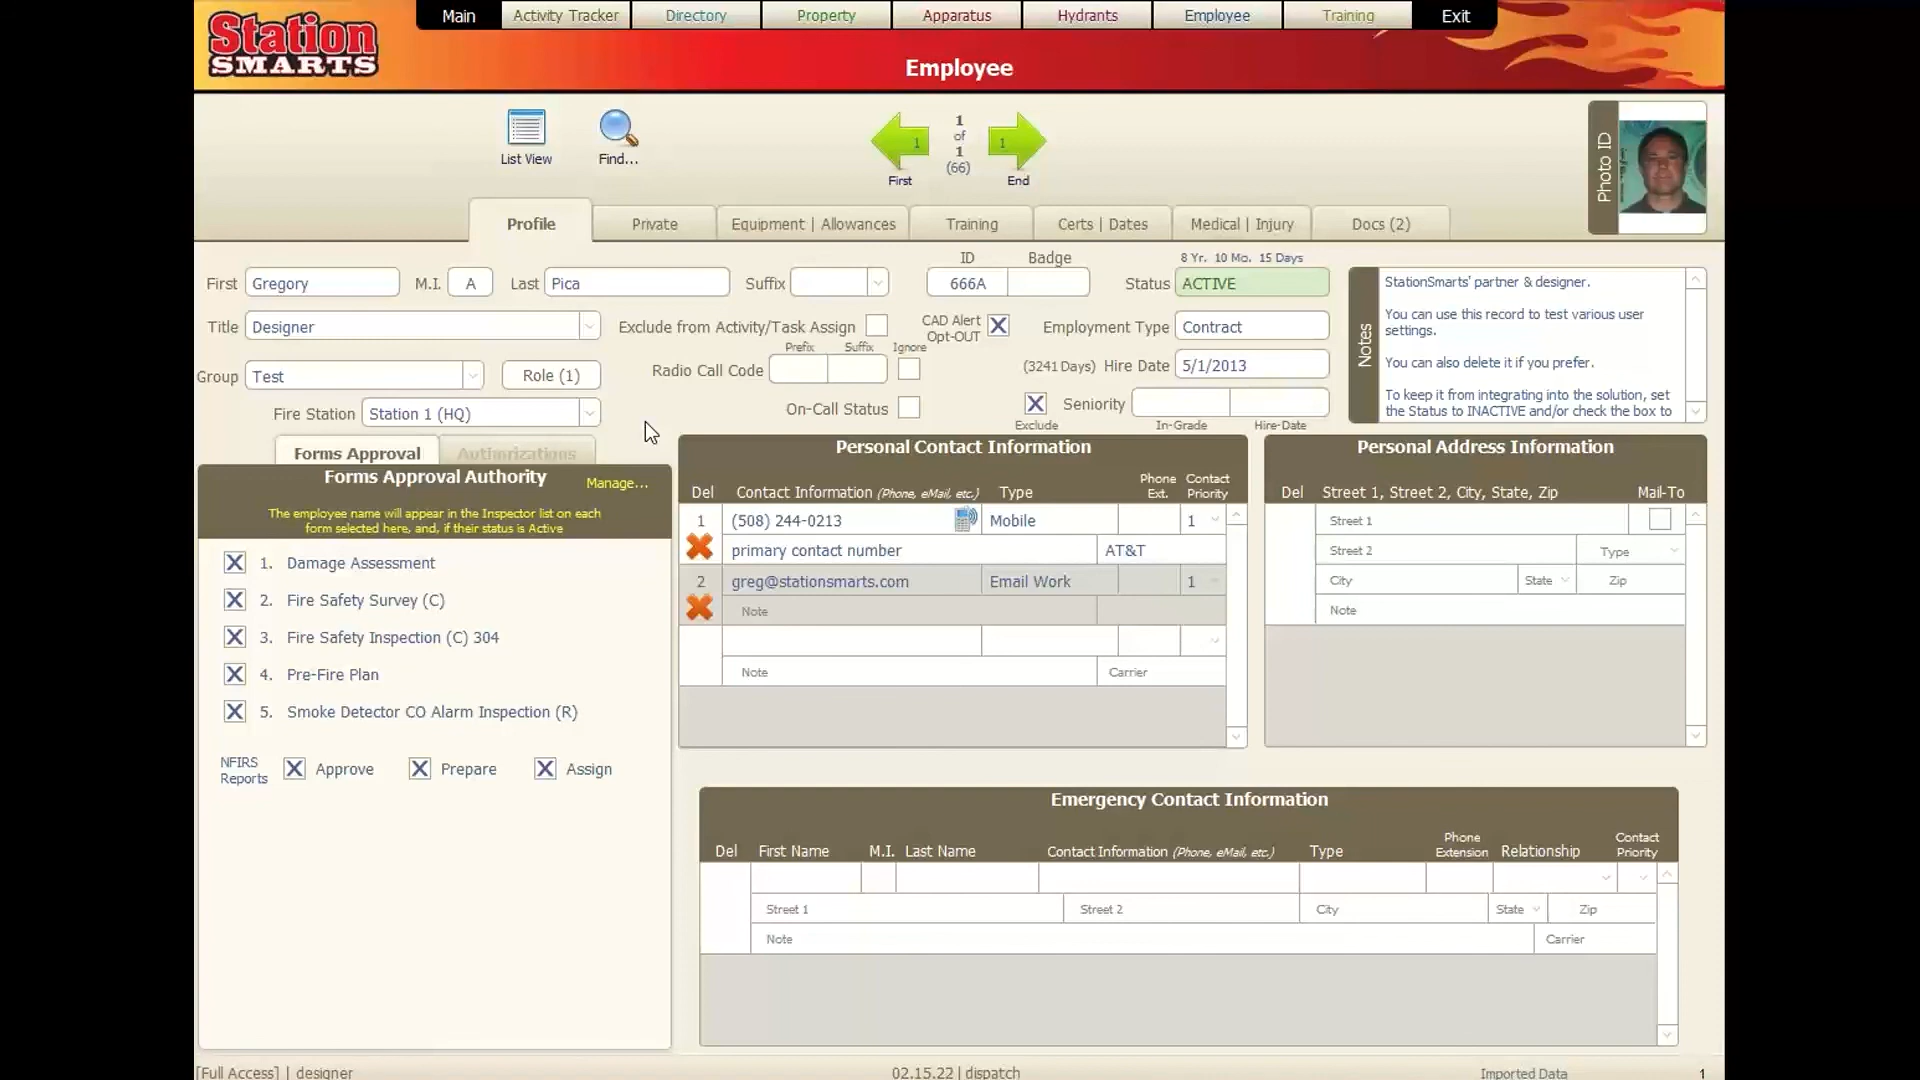 Station
SMARTS
Main
Activity Tracker
Directory
Property
Apparatus
Hydrants
Employee
Training
Exit
Employee
List View
Find...
1
First
1
of
1
(66)
1
End
Photo ID
Profile
Private
Equipment | Allowances
Training
Certs | Dates
Medical | Injury
Docs (2)
First Gregory M.I. A Last Pica Suffix
ID Badge
666A
8 Yr. 10 Mo. 15 Days
Status ACTIVE
Title Designer
Exclude from Activity/Task Assign
CAD Alert
Opt-OUT
Employment Type Contract
Group Test
Role (1)
Prefix Suffix Ignore
Radio Call Code
(3241 Days) Hire Date 5/1/2013
Fire Station Station 1 (HQ)
On-Call Status
Seniority
Exclude In-Grade Hire-Date
Notes
StationSmarts' partner & designer.
You can use this record to test various user
settings.
You can also delete it if you prefer.
To keep it from integrating into the solution, set
the Status to INACTIVE and/or check the box to
Forms Approval
Authorizations
Forms Approval Authority
Manage...
The employee name will appear in the Inspector list on each
form selected here, and, if their status is Active
1. Damage Assessment
2. Fire Safety Survey (C)
3. Fire Safety Inspection (C) 304
4. Pre-Fire Plan
5. Smoke Detector CO Alarm Inspection (R)
NFIRS
Reports
Approve
Prepare
Assign
Personal Contact Information
Del Contact Information (Phone, eMail, etc.) Type
Phone
Ext.
Contact
Priority
1 (508) 244-0213 Mobile 1
primary contact number AT&T
2 greg@stationsmarts.com Email Work 1
Note
Note Carrier
Personal Address Information
Del Street 1, Street 2, City, State, Zip Mail-To
Street 1
Street 2 Type
City State Zip
Note
Emergency Contact Information
Del First Name M.I. Last Name Contact Information (Phone, eMail, etc.) Type
Phone
Extension
Relationship
Contact
Priority
Street 1 Street 2 City State Zip
Note Carrier
[Full Access] | designer
02.15.22 | dispatch
Imported Data 1